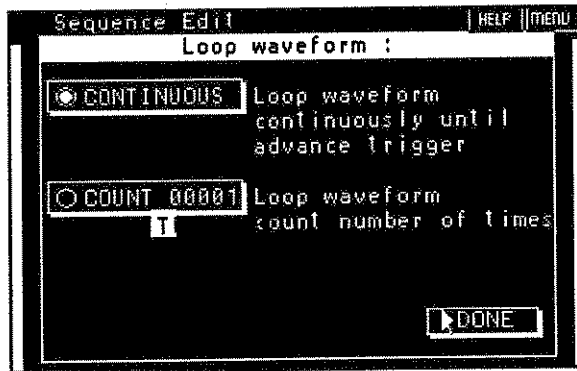 Sequence Edit HELP MENU
Loop waveform :
CONTINUOUS Loop waveform
continuously until
advance trigger
COUNT 00001 Loop waveform
T count number of times
DONE